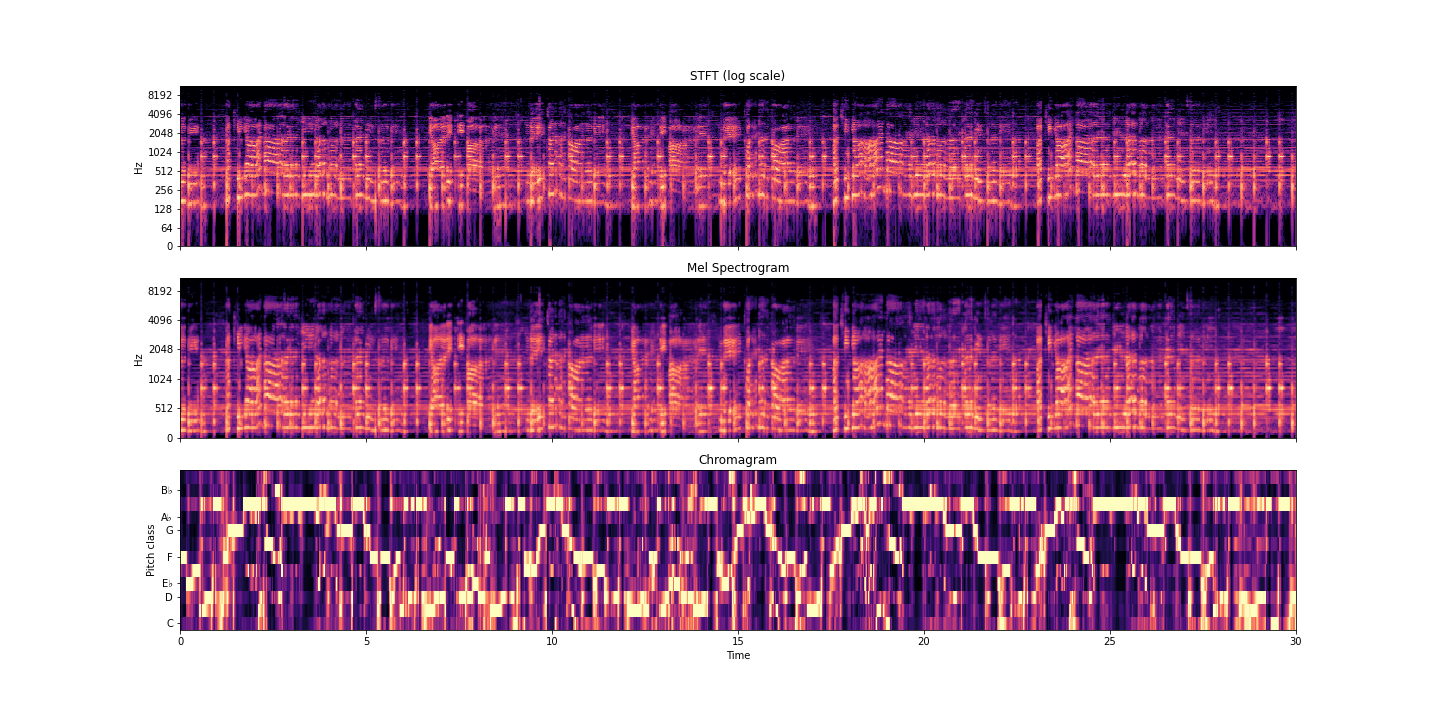 STFT (log scale)
8192
4096
2048
1024
512
256
128
64
0
Hz
Mel Spectrogram
8192
4096
2048
1024
512
0
Hz
Chromagram
B♭
A♭
G
F
E♭
D
C
Pitch class
0 5 10 15 20 25 30
Time